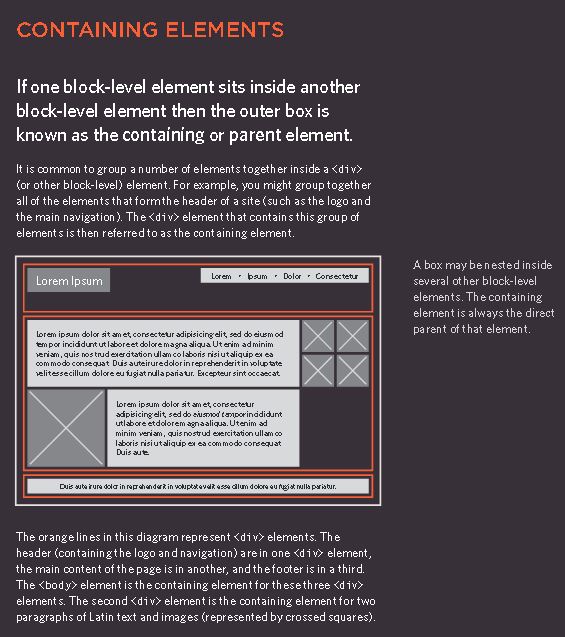 CONTAINING ELEMENTS
If one block-level element sits inside another
block-level element then the outer box is
known as the containing or parent element.
It is common to group a number of elements together inside a <div>
(or other block-level) element. For example, you might group together
all of the elements that form the header of a site (such as the logo and
the main navigation). The <div> element that contains this group of
elements is then referred to as the containing element.
Lorem Ipsum
Lorem • Ipsum • Dolor • Consectetur
Lorem ipsum dolor sit amet, consectetur adipisicing elit, sed do eiusmod
tempor incididunt ut labore et dolore magna aliqua. Ut enim ad minim
veniam, quis nostrud exercitation ullamco laboris nisi ut aliquip ex ea
commodo consequat. Duis aute irure dolor in reprehenderit in voluptate
velit esse cillum dolore eu fugiat nulla pariatur. Excepteur sint occaecat.
Lorem ipsum dolor sit amet, consectetur
adipisicing elit, sed do eiusmod tempor incididunt
ut labore et dolore magna aliqua. Ut enim ad
minim veniam, quis nostrud exercitation ullamco
laboris nisi ut aliquip ex ea commodo consequat
Duis aute.
Duis aute irure dolor in reprehenderit in voluptate velit esse cillum dolore eu fugiat nulla pariatur.
A box may be nested inside
several other block-level
elements. The containing
element is always the direct
parent of that element.
The orange lines in this diagram represent <div> elements. The
header (containing the logo and navigation) are in one <div> element,
the main content of the page is in another, and the footer is in a third.
The <body> element is the containing element for these three <div>
elements. The second <div> element is the containing element for two
paragraphs of Latin text and images (represented by crossed squares).